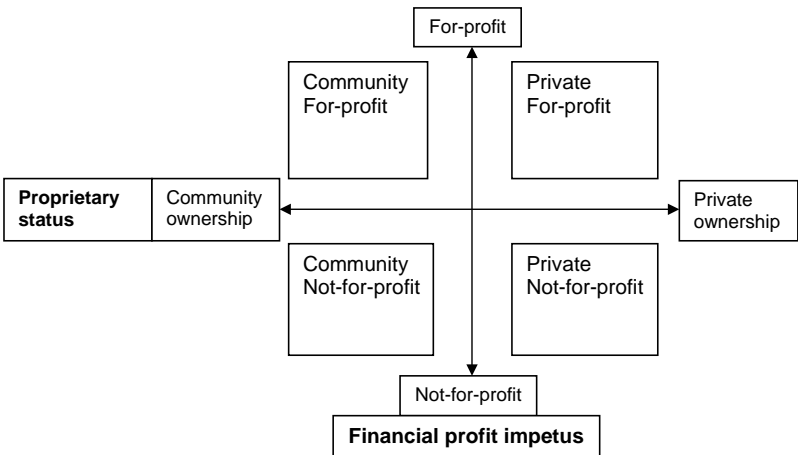 For-profit
Community
For-profit
Private
For-profit
Proprietary
status
Community
ownership
Private
ownership
Community
Not-for-profit
Private
Not-for-profit
Not-for-profit
Financial profit impetus